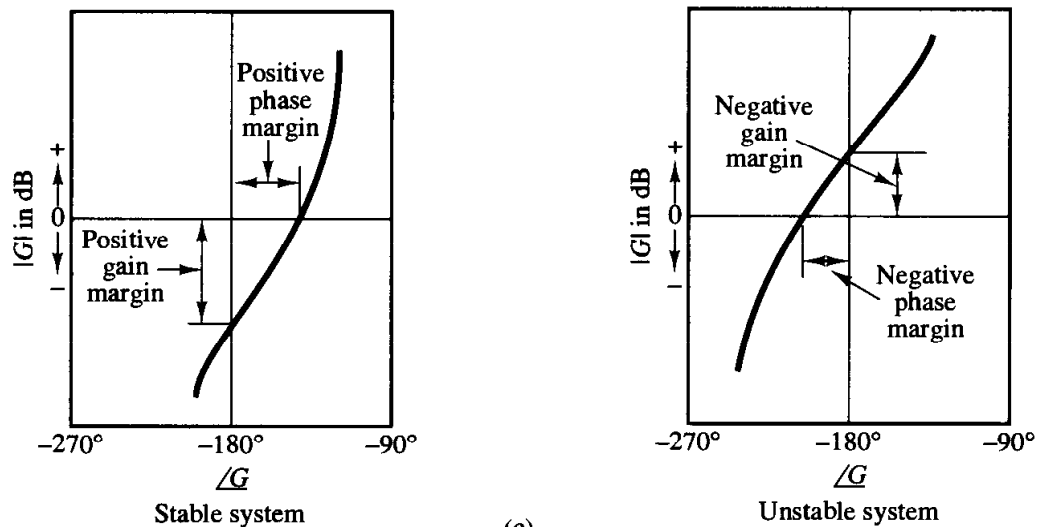 Positive
phase
margin
Positive
gain
margin
|G| in dB
+
0
−
−270°
−180°
−90°
/G
Stable system
Negative
gain
margin
Negative
phase
margin
|G| in dB
+
0
−
−270°
−180°
−90°
/G
Unstable system